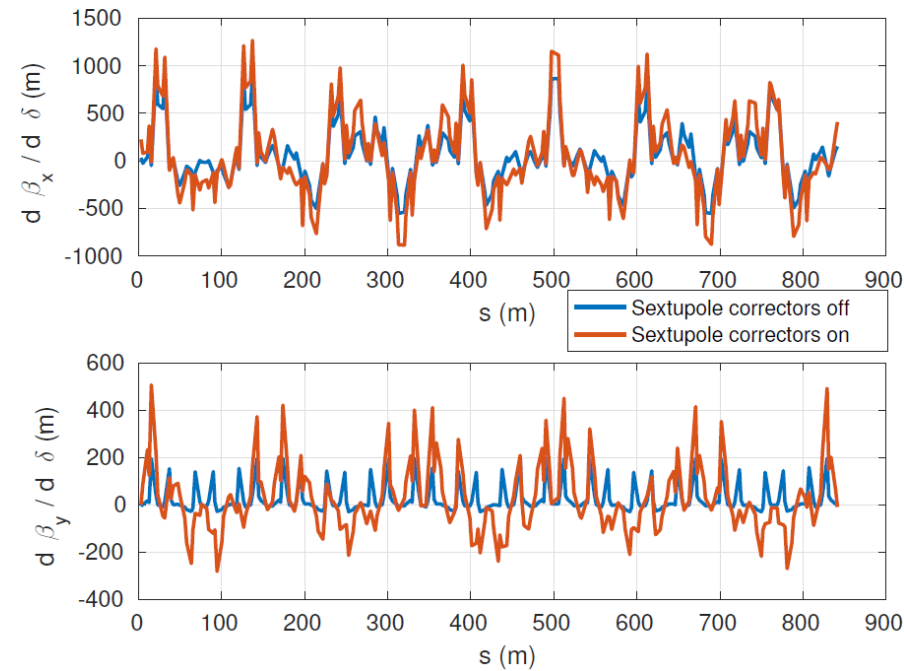 1500
1000
500
0
-500
-1000
d β x / d δ (m)
0 100 200 300 400 500 600 700 800 900
s (m)
Sextupole correctors off
Sextupole correctors on
600
400
200
0
-200
-400
d β y / d δ (m)
0 100 200 300 400 500 600 700 800 900
s (m)